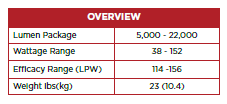 OVERVIEW
Lumen Package 5,000 - 22,000
Wattage Range 38 - 152
Efficacy Range (LPW) 114 -156
Weight lbs(kg) 23 (10.4)